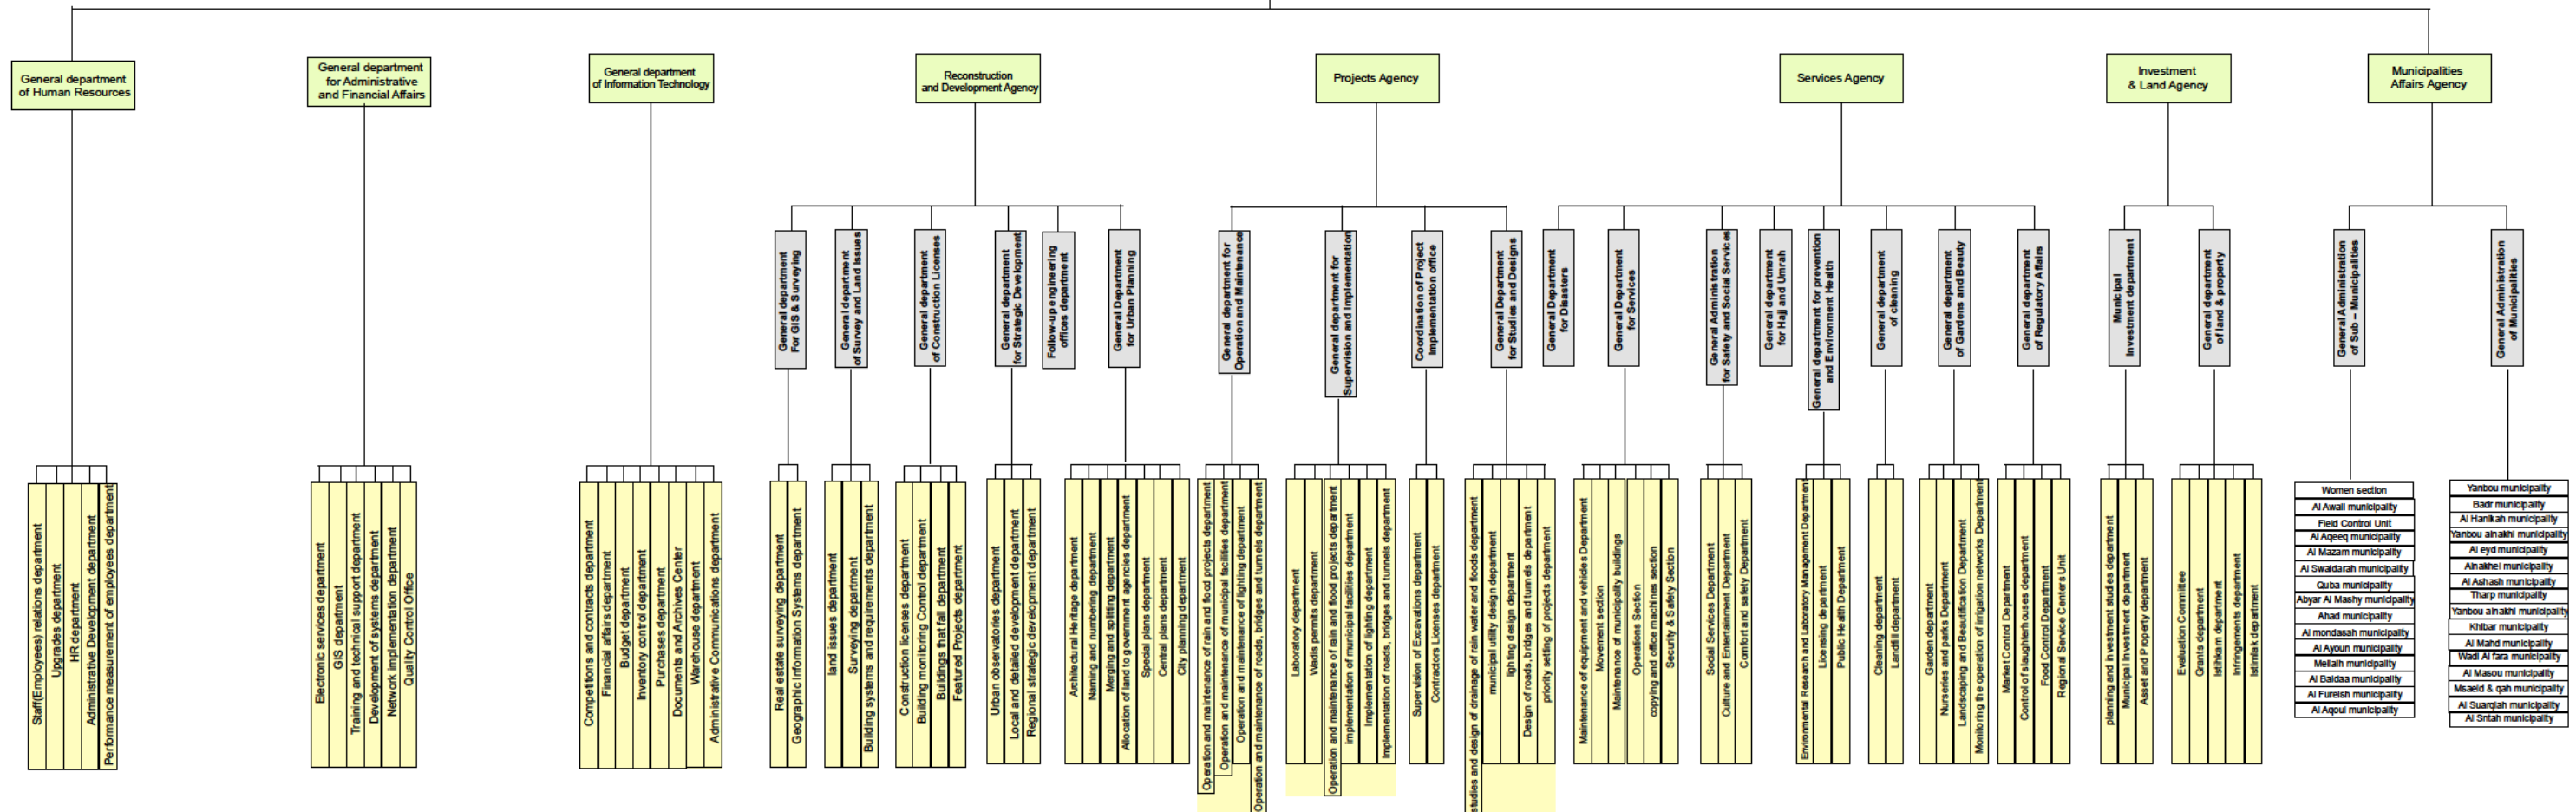 General department
of Human Resources
General department
for Administrative
and Financial Affairs
General department
of Information Technology
Reconstruction
and Development Agency
Projects Agency
Services Agency
Investment
& Land Agency
Municipalities
Affairs Agency
General department
For GIS & Surveying
General department
of Survey and Land Issues
General department
of Construction Licenses
General department
for Strategic Development
Follow-up engineering
offices department
General Department
for Urban Planning
General department for
Operation and Maintenance
General department for
Supervision and Implementation
Coordination of Project
Implementation office
General Department
for Studies and Designs
General Department
for Disasters
General Department
for Services
General Administration
for Safety and Social Services
General department
for Hajj and Umrah
General department for prevention
and Environment Health
General department
of cleaning
General department
of Gardens and Beauty
General department
of Regulatory Affairs
Municipal
Investment department
General department
of land & property
General Administration
of Sub – Municipalities
General Administration
of Municipalities
Staff(Employees) relations department
Upgrades department
HR department
Administrative Development department
Performance measurement of employees department
Electronic services department
GIS department
Training and technical support department
Development of systems department
Network implementation department
Quality Control Office
Competitions and contracts department
Financial affairs department
Budget department
Inventory control department
Purchases department
Documents and Archives Center
Warehouse department
Administrative Communications department
Real estate surveying department
Geographic Information Systems department
land issues department
Surveying department
Building systems and requirements department
Construction licenses department
Building monitoring Control department
Buildings that fall department
Featured Projects department
Urban observatories department
Local and detailed development department
Regional strategic development department
Architectural Heritage department
Naming and numbering department
Merging and splitting department
Allocation of land to government agencies department
Special plans department
Central plans department
City planning department
Operation and maintenance of rain and flood projects department
Operation and maintenance of municipal facilities department
Operation and maintenance of lighting department
Operation and maintenance of roads, bridges and tunnels department
Laboratory department
Wadis permits department
Operation and maintenance of rain and flood projects department
implementation of municipal facilities department
Implementation of lighting department
Implementation of roads, bridges and tunnels department
Supervision of Excavations department
Contractors Licenses department
studies and design of drainage of rain water and floods department
municipal utility design department
lighting design department
Design of roads, bridges and tunnels department
priority setting of projects department
Maintenance of equipment and vehicles Department
Movement section
Maintenance of municipality buildings
Operations Section
copying and office machines section
Security & Safety Section
Social Services Department
Culture and Entertainment Department
Comfort and safety Department
Environmental Research and Laboratory Management Department
Licensing department
Public Health Department
Cleaning department
Landfill department
Garden department
Nurseries and parks Department
Landscaping and Beautification Department
Monitoring the operation of irrigation networks Department
Market Control Department
Control of slaughterhouses department
Food Control Department
Regional Service Centers Unit
planning and investment studies department
Municipal Investment department
Asset and Property department
Evaluation Committee
Grants department
Istihkan department
Infringements department
Istimlak department
Women section
Al Awali municipality
Field Control Unit
Al Aqeeq municipality
Al Mazam municipality
Al Swaidarah municipality
Quba municipality
Abyar Al Mashy municipality
Ahad municipality
Al mondasah municipality
Al Ayoun municipality
Mellaih municipality
Al Baidaa municipality
Al Fureish municipality
Al Aqoul municipality
Yanbou municipality
Badr municipality
Al Hanikah municipality
Yanbou alnakhl municipality
Al eyd municipality
Alnakhel municipality
Al Ashash municipality
Tharp municipality
Yanbou alnakhl municipality
Khibar municipality
Al Mahd municipality
Wadi Al fara municipality
Al Masou municipality
Msaeid & qah municipality
Al Suarqiah municipality
Al Sntah municipality